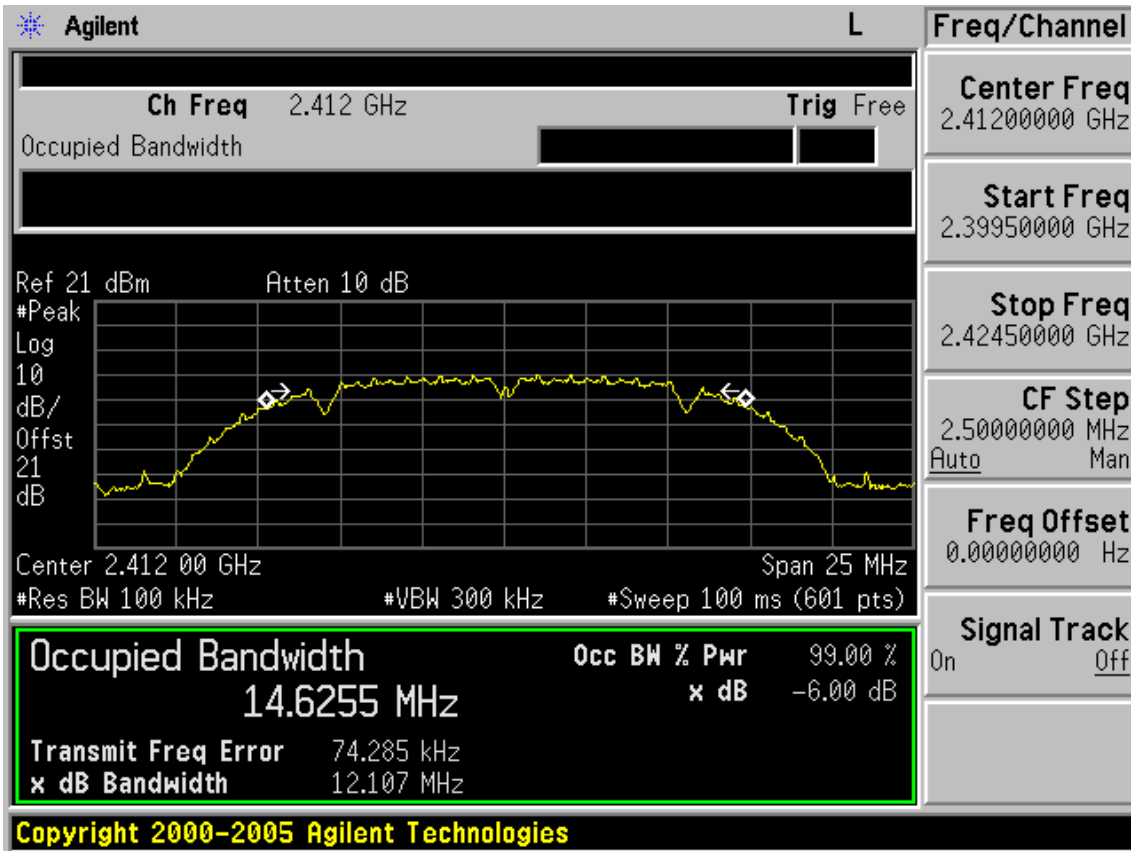 Agilent L Freq/Channel
Ch Freq 2.412 GHz Trig Free
Occupied Bandwidth
Center Freq
2.41200000 GHz
Start Freq
2.39950000 GHz
Stop Freq
2.42450000 GHz
CF Step
2.50000000 MHz
Auto Man
Freq Offset
0.00000000 Hz
Signal Track
On Off
Ref 21 dBm Atten 10 dB
#Peak
Log
10
dB/
Offst
21
dB
Center 2.412 00 GHz Span 25 MHz
#Res BW 100 kHz #VBW 300 kHz #Sweep 100 ms (601 pts)
Occupied Bandwidth Occ BW % Pwr 99.00 %
14.6255 MHz x dB -6.00 dB
Transmit Freq Error 74.285 kHz
x dB Bandwidth 12.107 MHz
Copyright 2000-2005 Agilent Technologies